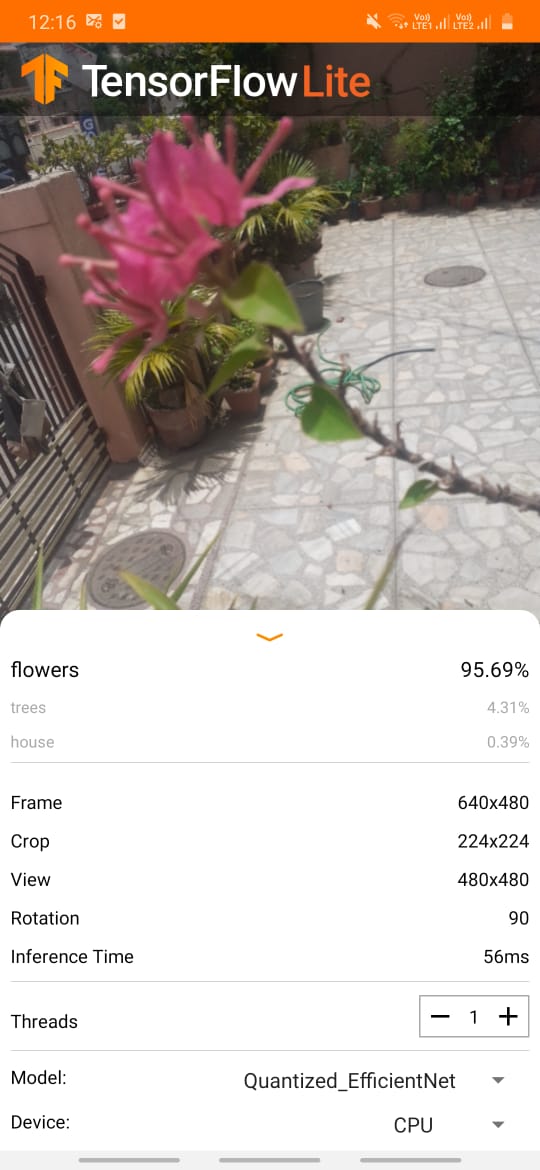 12:16 Vo)) LTE1 Vo)) LTE2
TensorFlow Lite
flowers 95.69%
trees 4.31%
house 0.39%
Frame 640x480
Crop 224x224
View 480x480
Rotation 90
Inference Time 56ms
Threads 1
Model: Quantized_EfficientNet
Device: CPU